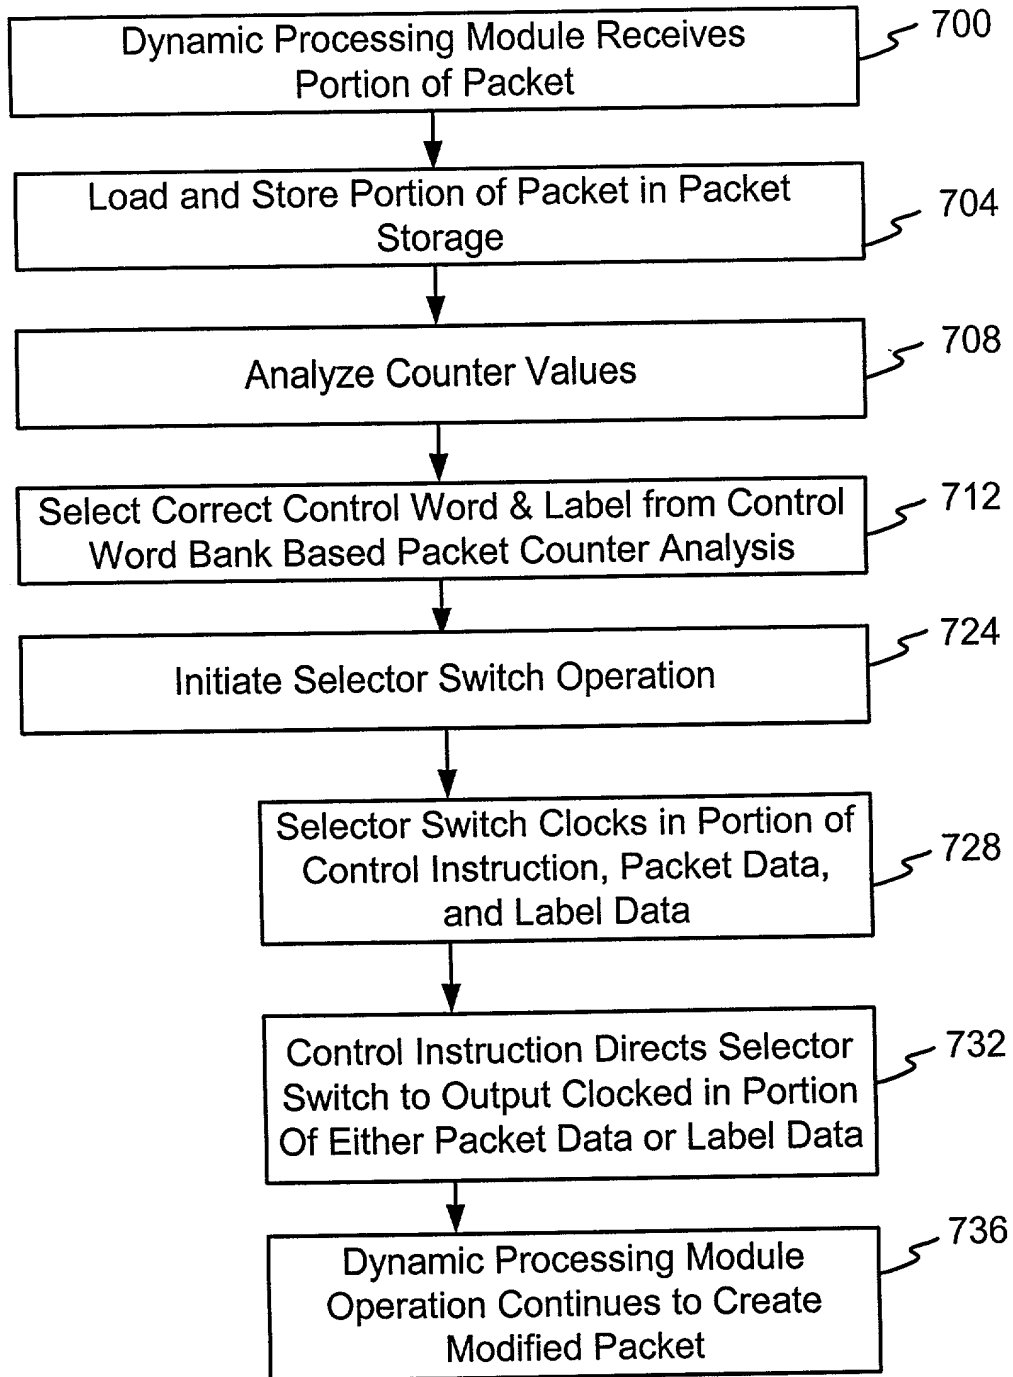 Dynamic Processing Module Receives
Portion of Packet
700
Load and Store Portion of Packet in Packet
Storage
704
Analyze Counter Values
708
Select Correct Control Word & Label from Control
Word Bank Based Packet Counter Analysis
712
Initiate Selector Switch Operation
724
Selector Switch Clocks in Portion of
Control Instruction, Packet Data,
and Label Data
728
Control Instruction Directs Selector
Switch to Output Clocked in Portion
Of Either Packet Data or Label Data
732
Dynamic Processing Module
Operation Continues to Create
Modified Packet
736